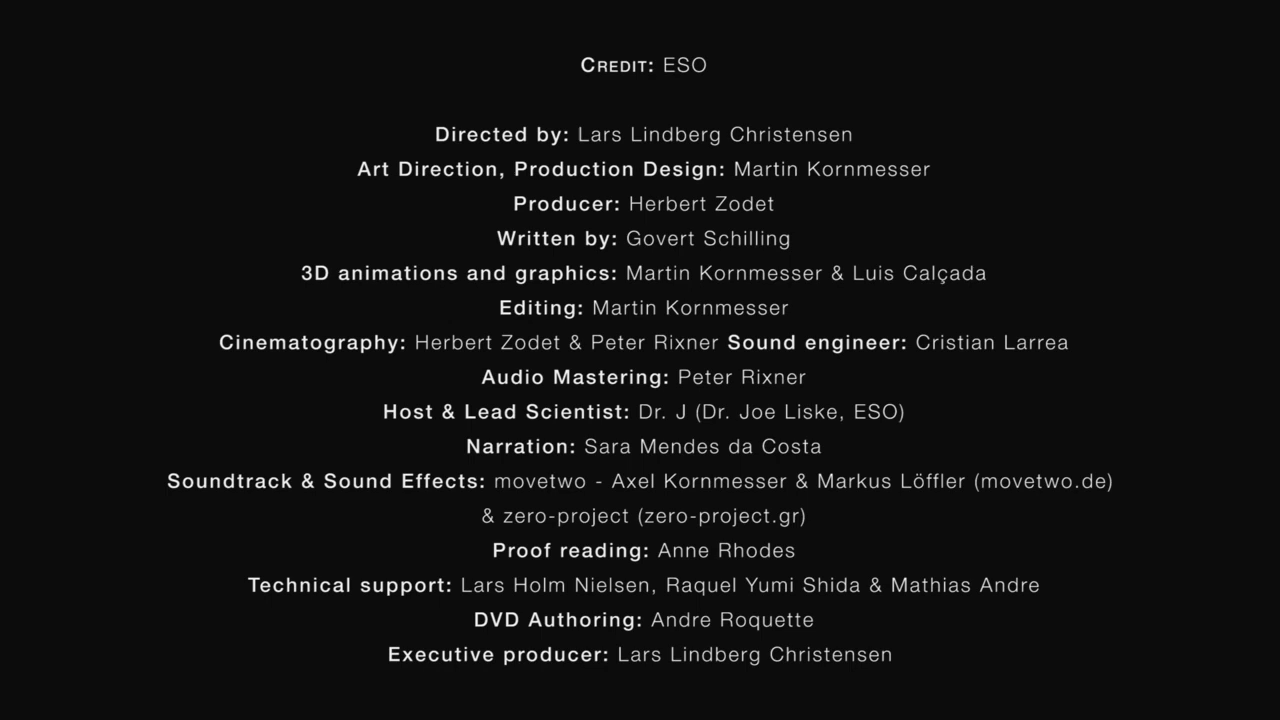 CREDIT: ESO
Directed by: Lars Lindberg Christensen
Art Direction, Production Design: Martin Kornmesser
Producer: Herbert Zodet
Written by: Govert Schilling
3D animations and graphics: Martin Kornmesser & Luis Calçada
Editing: Martin Kornmesser
Cinematography: Herbert Zodet & Peter Rixner Sound engineer: Cristian Larrea
Audio Mastering: Peter Rixner
Host & Lead Scientist: Dr. J (Dr. Joe Liske, ESO)
Narration: Sara Mendes da Costa
Soundtrack & Sound Effects: movetwo - Axel Kornmesser & Markus Löffler (movetwo.de)
& zero-project (zero-project.gr)
Proof reading: Anne Rhodes
Technical support: Lars Holm Nielsen, Raquel Yumi Shida & Mathias Andre
DVD Authoring: Andre Roquette
Executive producer: Lars Lindberg Christensen